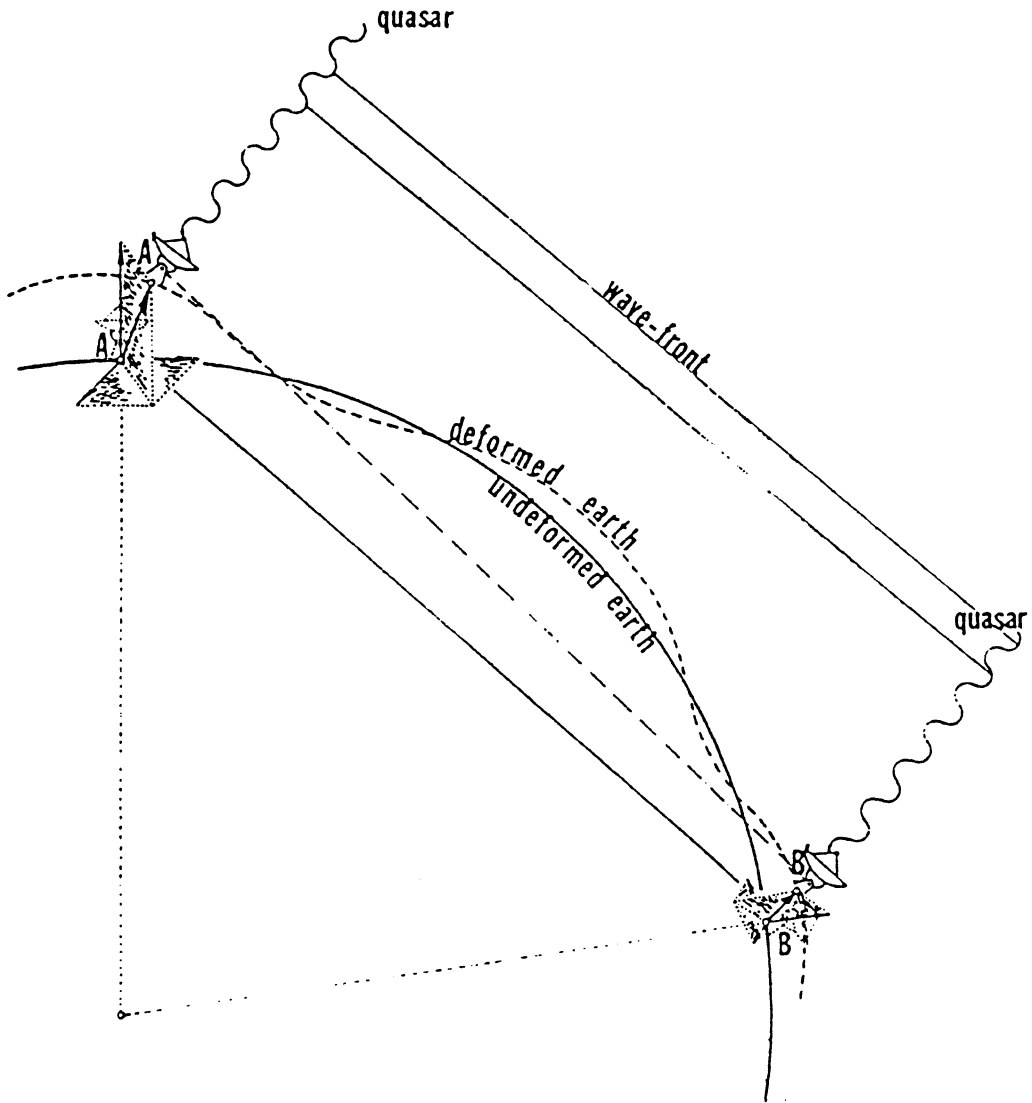 quasar
A'
A
wave-front
deformed earth
undeformed earth
quasar
B'
B